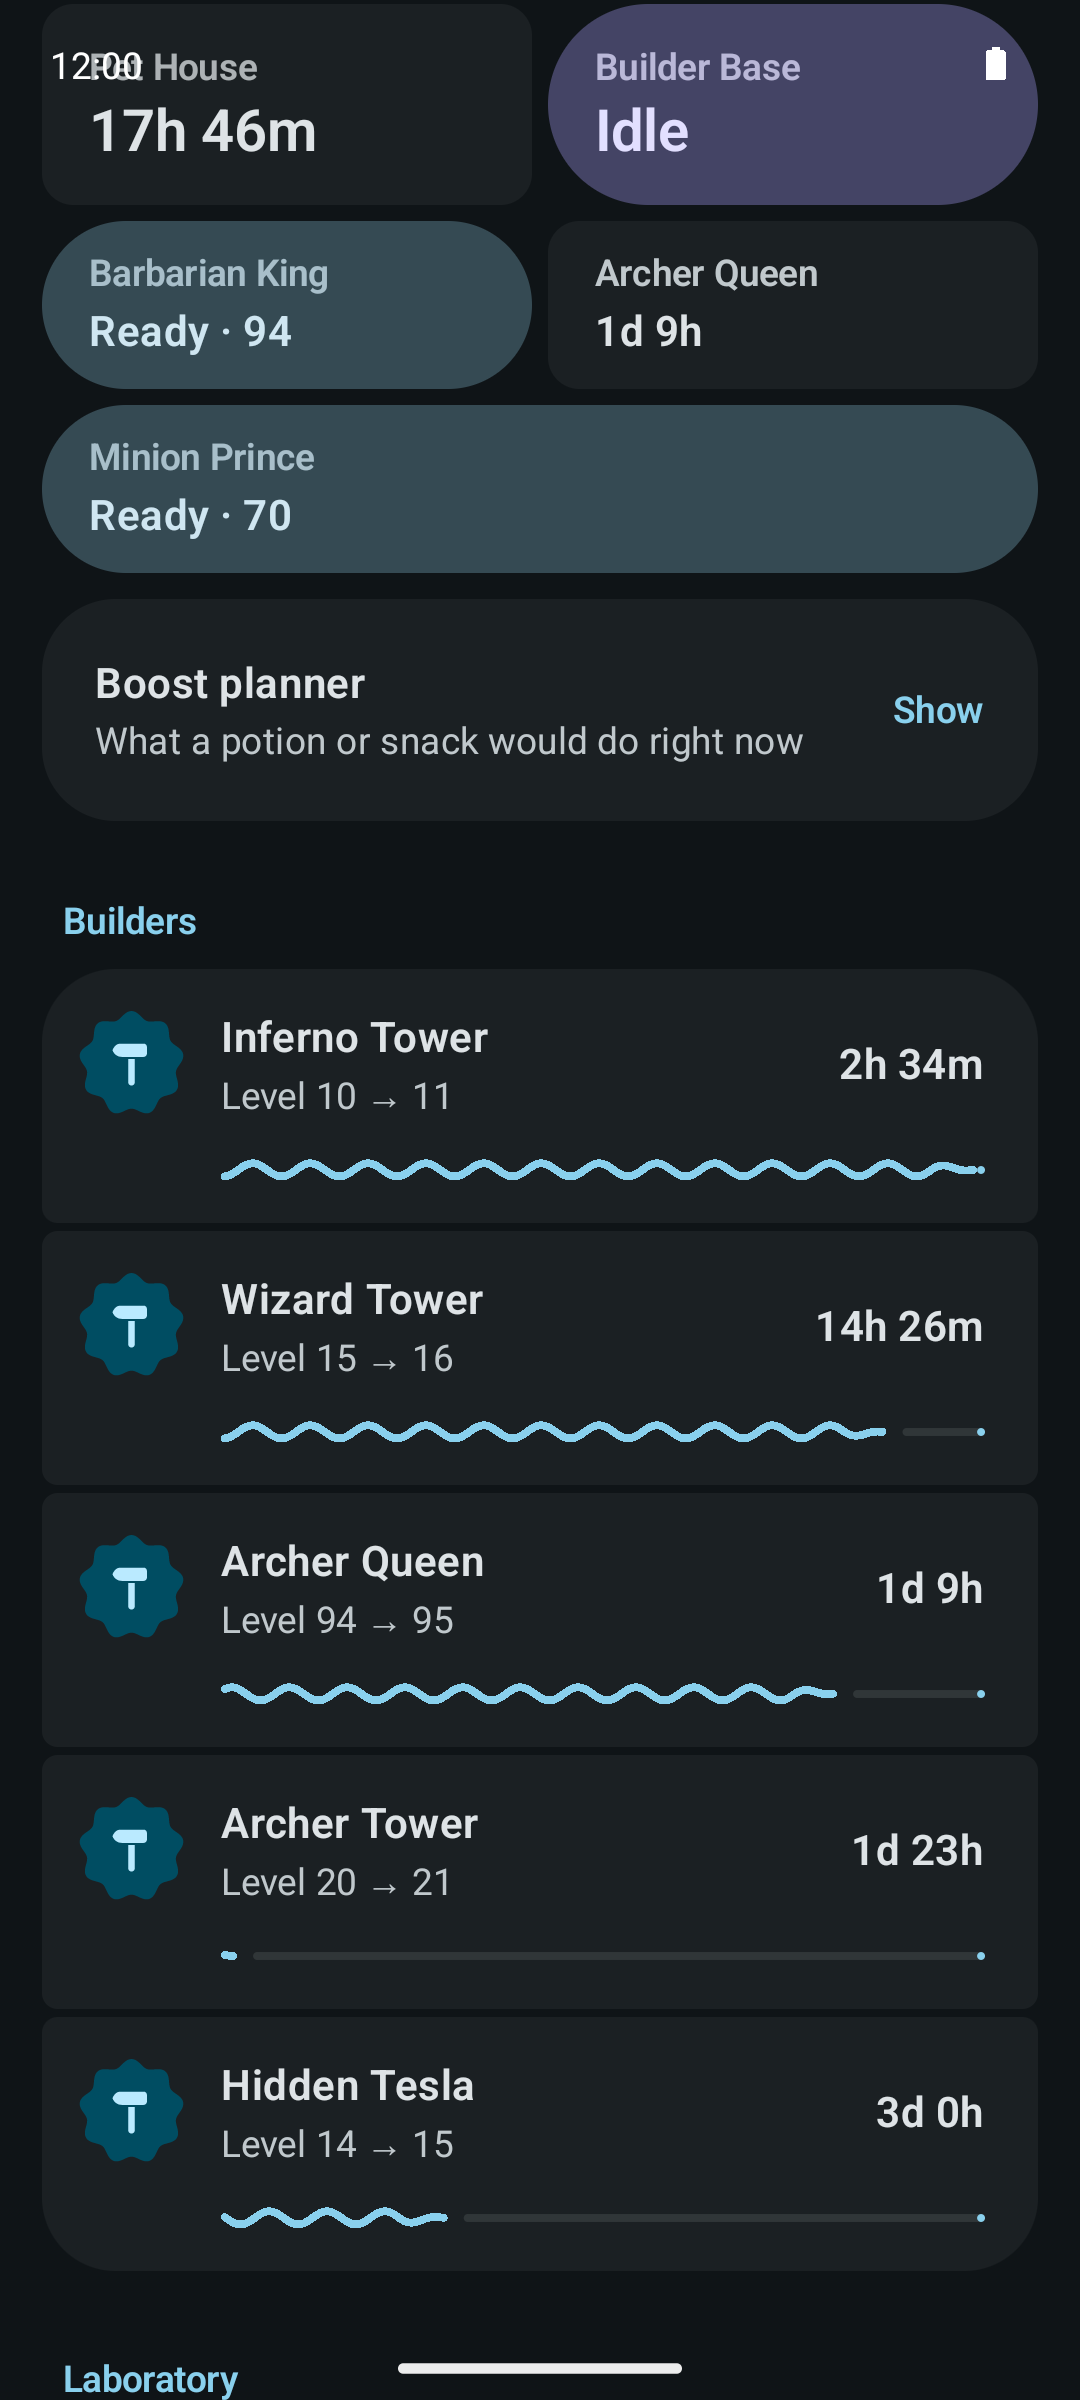 12:00
Pet House
17h 46m
Builder Base
Idle
Barbarian King
Ready · 94
Archer Queen
1d 9h
Minion Prince
Ready · 70
Boost planner
What a potion or snack would do right now
Show
Builders
Inferno Tower
Level 10 → 11
2h 34m
Wizard Tower
Level 15 → 16
14h 26m
Archer Queen
Level 94 → 95
1d 9h
Archer Tower
Level 20 → 21
1d 23h
Hidden Tesla
Level 14 → 15
3d 0h
Laboratory